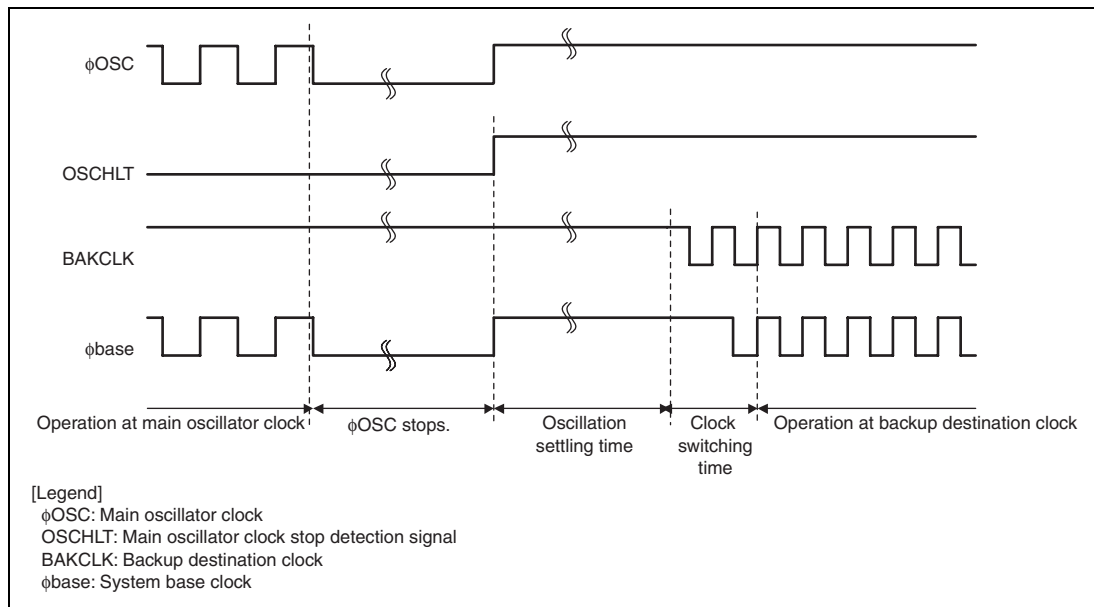 φOSC
OSCHLT
BAKCLK
φbase
Operation at main oscillator clock
φOSC stops.
Oscillation
settling time
Clock
switching
time
Operation at backup destination clock
[Legend]
φOSC: Main oscillator clock
OSCHLT: Main oscillator clock stop detection signal
BAKCLK: Backup destination clock
φbase: System base clock